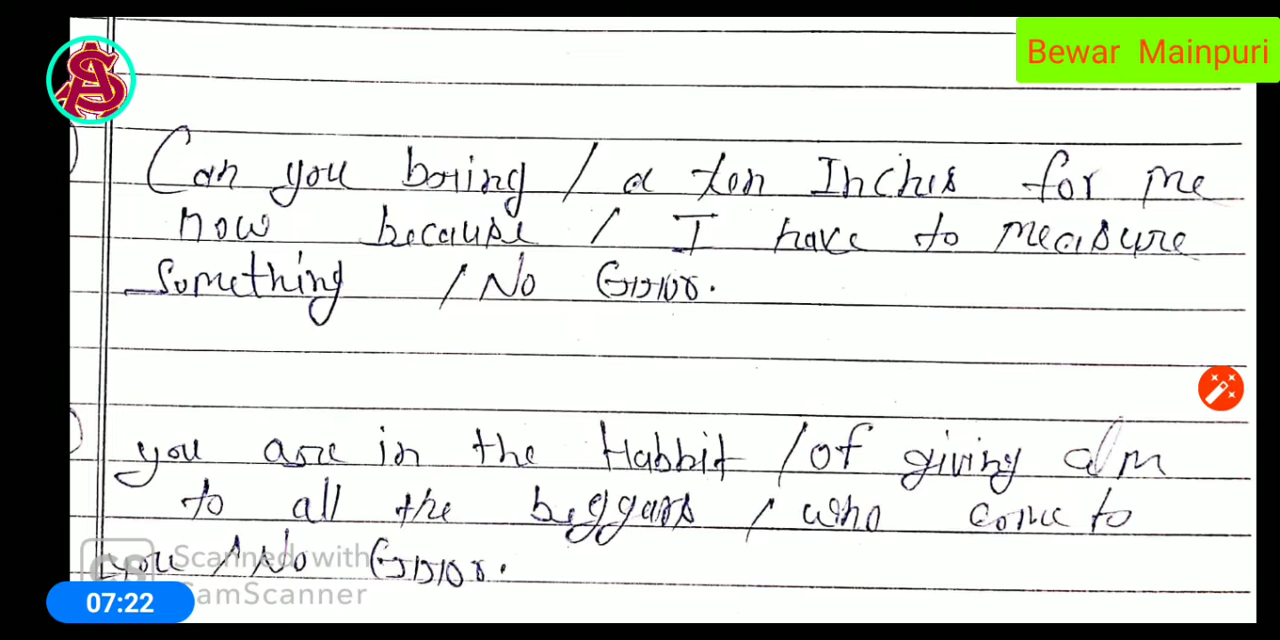 Bewar Mainpuri
Can you bring / a ten Inches for me
now because / I have to measure
something / No Error.
you are in the Habbit / of giving alm
to all the beggars / who come to
you / No Error.
Scanned with
CamScanner
07:22